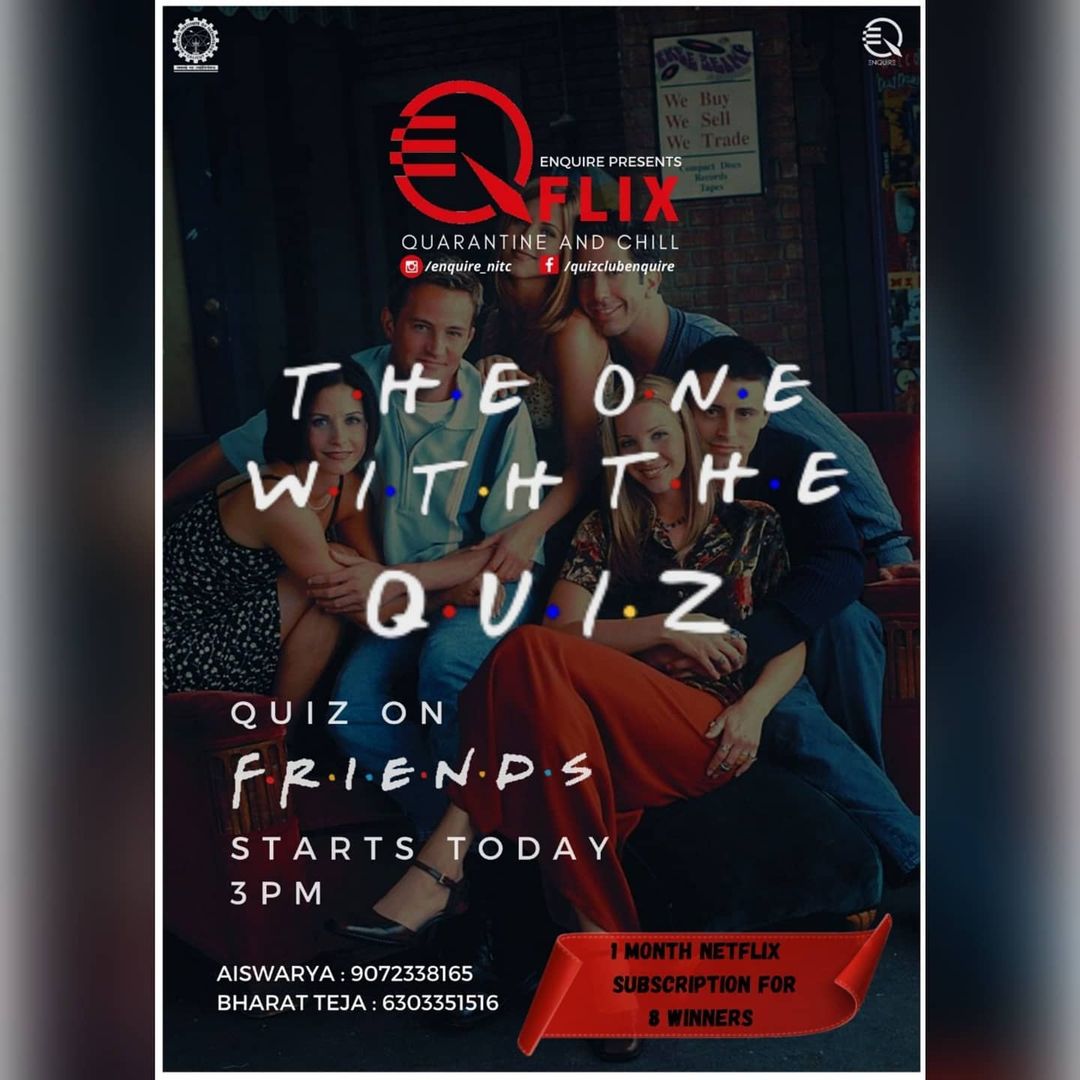 ENQUIRE
We Buy
We Sell
We Trade
Compact Discs
Records
Tapes
ENQUIRE PRESENTS
FLIX
QUARANTINE AND CHILL
/enquire_nitc /quizclubenquire
THE ONE
WITH THE
QUIZ
QUIZ ON
F•R•I•E•N•D•S
STARTS TODAY
3PM
AISWARYA : 9072338165
BHARAT TEJA : 6303351516
1 MONTH NETFLIX
SUBSCRIPTION FOR
8 WINNERS